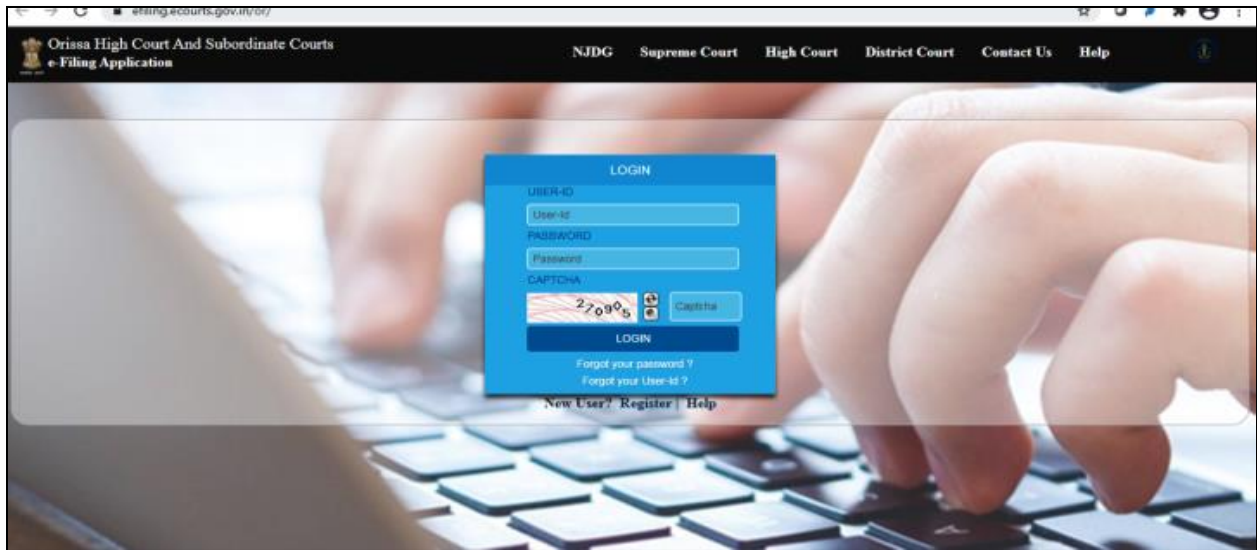 efiling.ecourts.gov.in/or/
Orissa High Court And Subordinate Courts
e-Filing Application
NJDG Supreme Court High Court District Court Contact Us Help
LOGIN
USER-ID
User-Id
PASSWORD
Password
CAPTCHA
270905 Captcha
LOGIN
Forgot your password ?
Forgot your User-Id ?
New User? Register | Help